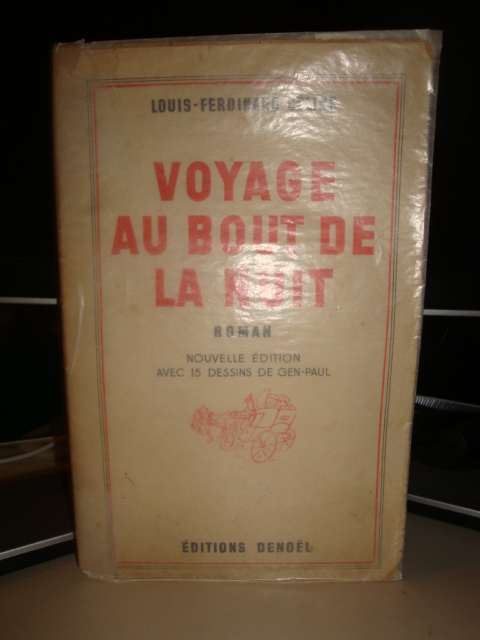 LOUIS-FERDINAND CÉLINE
VOYAGE
AU BOUT DE
LA NUIT
ROMAN
NOUVELLE ÉDITION
AVEC 15 DESSINS DE GEN-PAUL
ÉDITIONS DENOËL